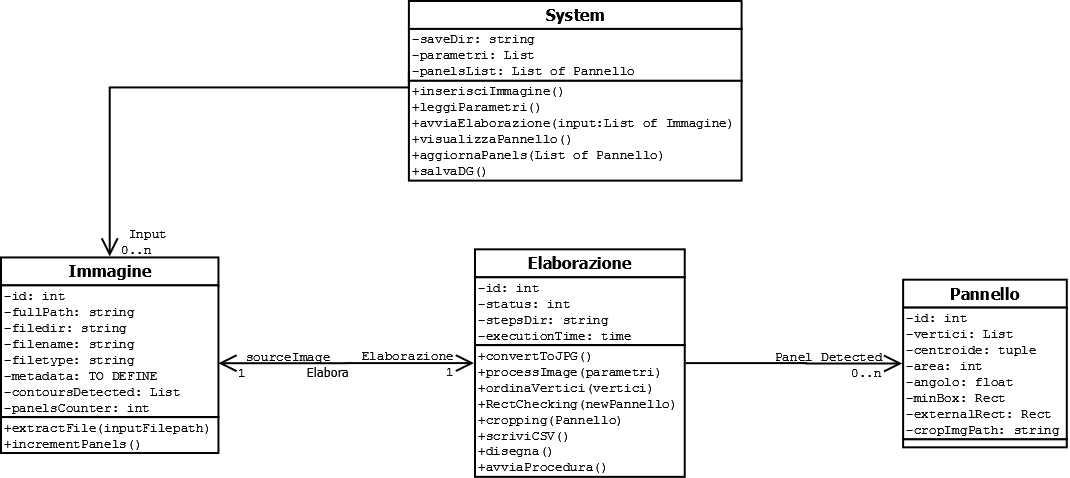 System
-saveDir: string
-parametri: List
-panelsList: List of Pannello
+inserisciImmagine()
+leggiParametri()
+avviaElaborazione(input:List of Immagine)
+visualizzaPannello()
+aggiornaPanels(List of Pannello)
+salvaDG()
Input
0..n
Immagine
-id: int
-fullPath: string
-filedir: string
-filename: string
-filetype: string
-metadata: TO DEFINE
-contoursDetected: List
-panelsCounter: int
+extractFile(inputFilepath)
+incrementPanels()
sourceImage
Elaborazione
1
Elabora
1
Elaborazione
-id: int
-status: int
-stepsDir: string
-executionTime: time
+convertToJPG()
+processImage(parametri)
+ordinaVertici(vertici)
+RectChecking(newPannello)
+cropping(Pannello)
+scriviCSV()
+disegna()
+avviaProcedura()
Panel Detected
0..n
Pannello
-id: int
-vertici: List
-centroide: tuple
-area: int
-angolo: float
-minBox: Rect
-externalRect: Rect
-cropImgPath: string